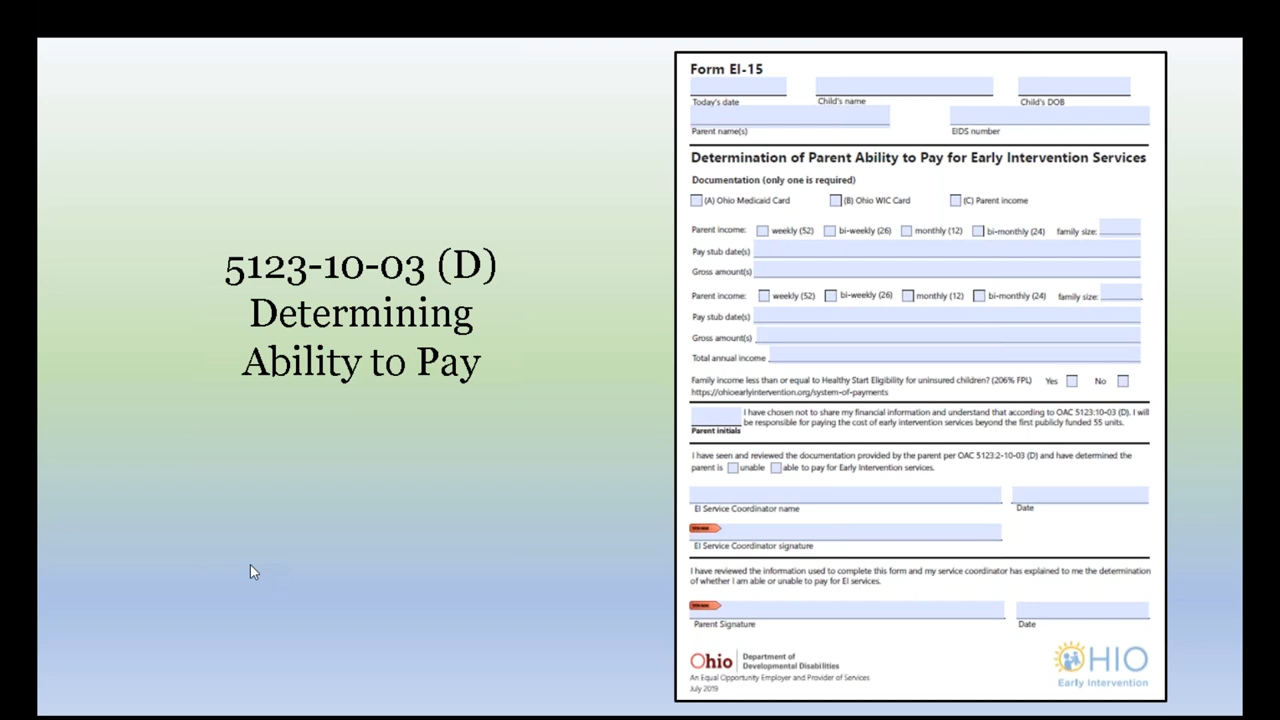 5123-10-03 (D)
Determining
Ability to Pay
Form EI-15
Today's date
Child's name
Child's DOB
Parent name(s)
EIDS number
Determination of Parent Ability to Pay for Early Intervention Services
Documentation (only one is required)
(A) Ohio Medicaid Card
(B) Ohio WIC Card
(C) Parent income
Parent income: weekly (52) bi-weekly (26) monthly (12) bi-monthly (24) family size:
Pay stub date(s)
Gross amount(s)
Parent income: weekly (52) bi-weekly (26) monthly (12) bi-monthly (24) family size:
Pay stub date(s)
Gross amount(s)
Total annual income
Family income less than or equal to Healthy Start Eligibility for uninsured children? (206% FPL) Yes No
https://ohioearlyintervention.org/system-of-payments
I have chosen not to share my financial information and understand that according to OAC 5123:10-03 (D). I will
be responsible for paying the cost of early intervention services beyond the first publicly funded 55 units.
Parent initials
I have seen and reviewed the documentation provided by the parent per OAC 5123:2-10-03 (D) and have determined the
parent is unable able to pay for Early Intervention services.
EI Service Coordinator name
Date
EI Service Coordinator signature
I have reviewed the information used to complete this form and my service coordinator has explained to me the determination
of whether I am able or unable to pay for EI services.
Parent Signature
Date
Ohio
Department of
Developmental Disabilities
An Equal Opportunity Employer and Provider of Services
July 2019
OHIO
Early Intervention